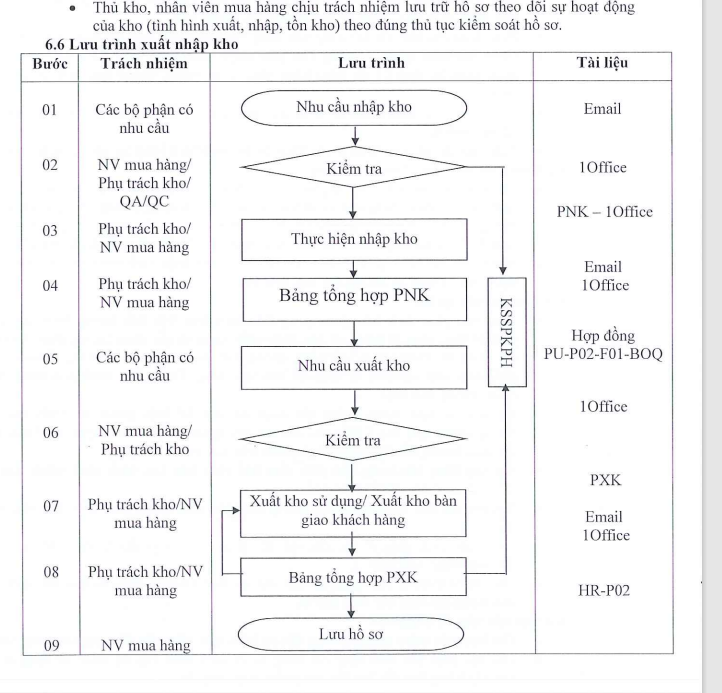 • Thủ kho, nhân viên mua hàng chịu trách nhiệm lưu trữ hồ sơ theo dõi sự hoạt động
của kho (tình hình xuất, nhập, tồn kho) theo đúng thủ tục kiểm soát hồ sơ.
6.6 Lưu trình xuất nhập kho
Bước Trách nhiệm Lưu trình Tài liệu
01 Các bộ phận có Nhu cầu nhập kho Email
nhu cầu
02 NV mua hàng/ Kiểm tra 1Office
Phụ trách kho/
QA/QC
PNK – 1Office
03 Phụ trách kho/ Thực hiện nhập kho
NV mua hàng
Email
04 Phụ trách kho/ Bảng tổng hợp PNK 1Office
NV mua hàng
KSSPKPH
Hợp đồng
PU-P02-F01-BOQ
05 Các bộ phận có Nhu cầu xuất kho
nhu cầu
1Office
06 NV mua hàng/ Kiểm tra
Phụ trách kho
PXK
07 Phụ trách kho/NV Xuất kho sử dụng/ Xuất kho bàn
mua hàng giao khách hàng Email
1Office
08 Phụ trách kho/NV Bảng tổng hợp PXK
mua hàng HR-P02
Lưu hồ sơ
09 NV mua hàng